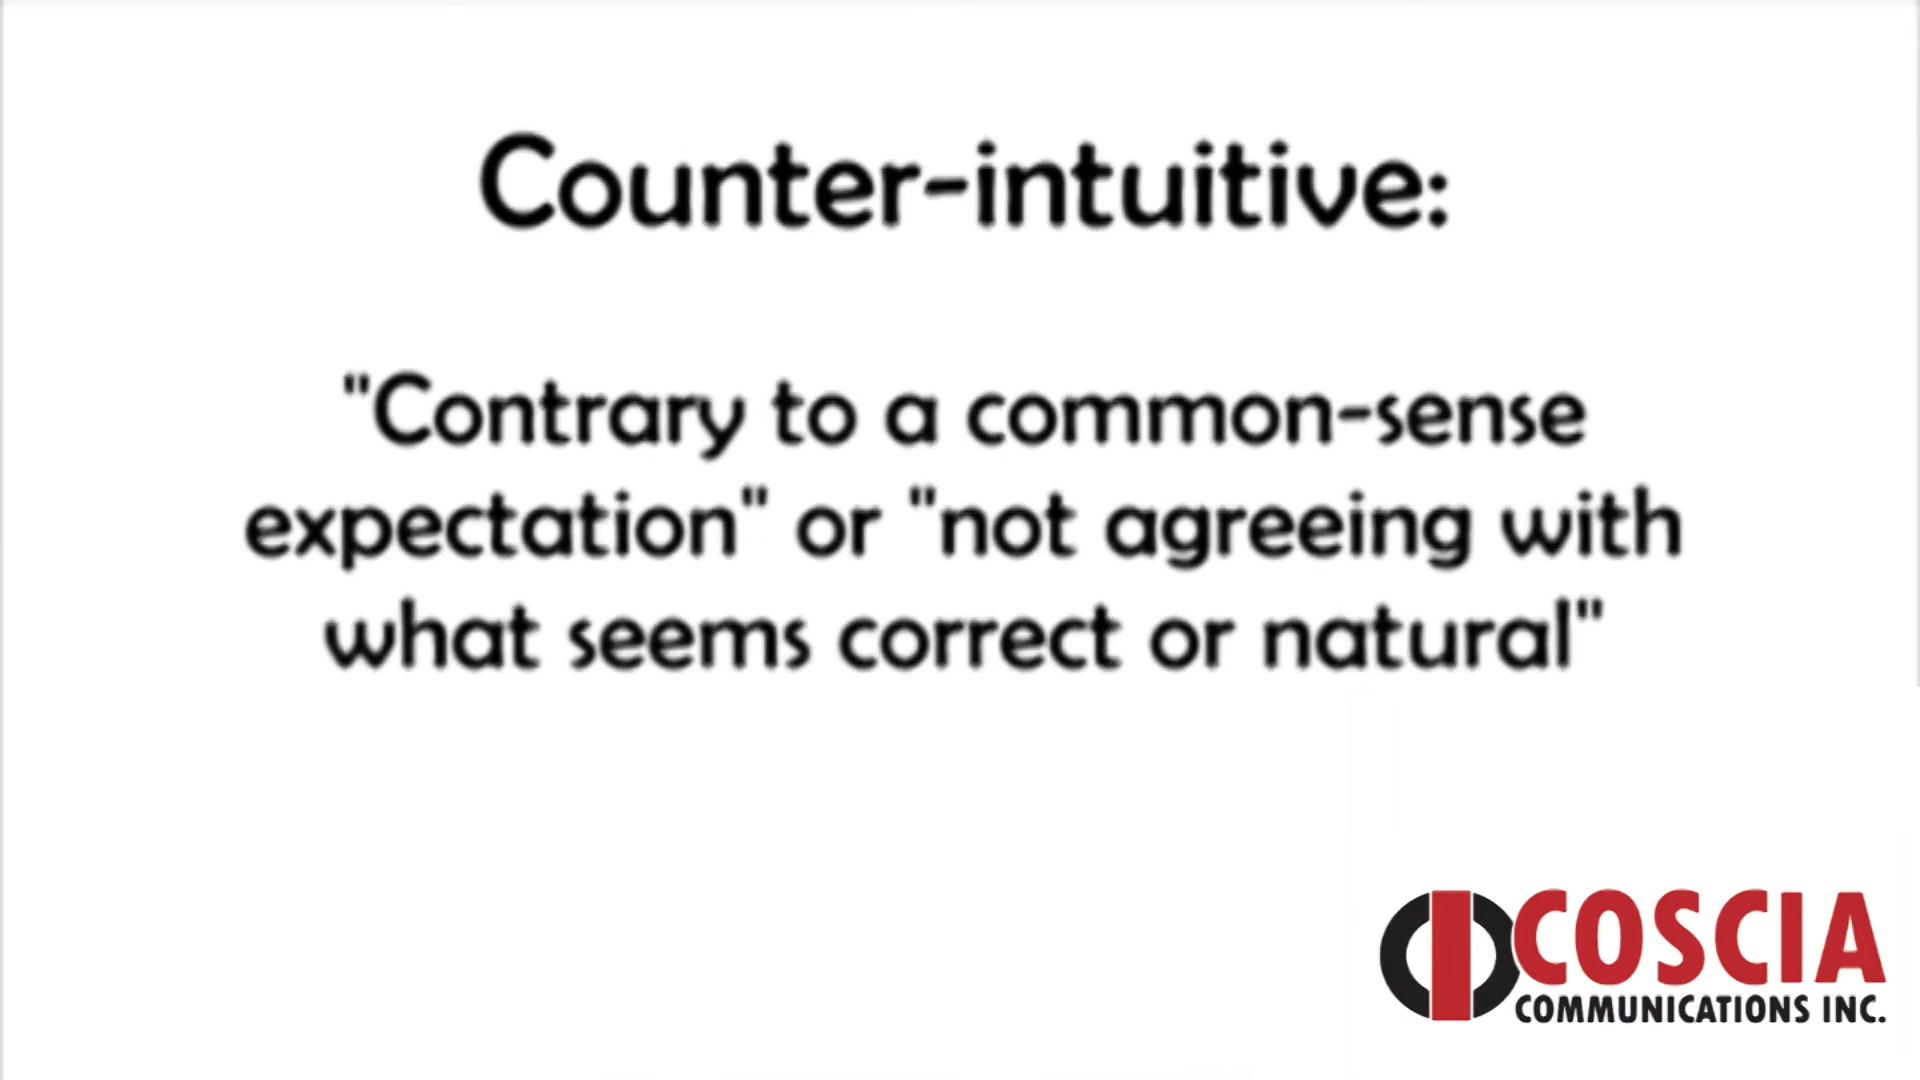 Counter-intuitive:
"Contrary to a common-sense
expectation" or "not agreeing with
what seems correct or natural"
COSCIA
COMMUNICATIONS INC.